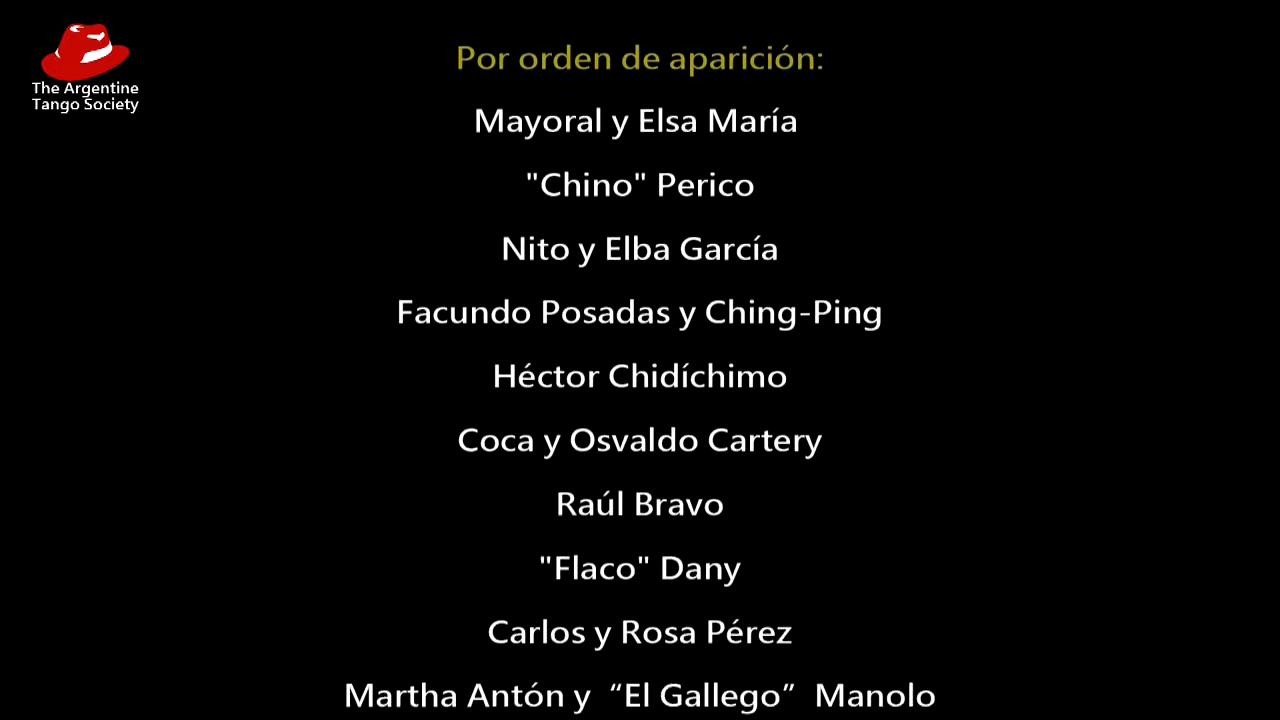 The Argentine
Tango Society
Por orden de aparición:
Mayoral y Elsa María
"Chino" Perico
Nito y Elba García
Facundo Posadas y Ching-Ping
Héctor Chidíchimo
Coca y Osvaldo Cartery
Raúl Bravo
"Flaco" Dany
Carlos y Rosa Pérez
Martha Antón y “El Gallego” Manolo